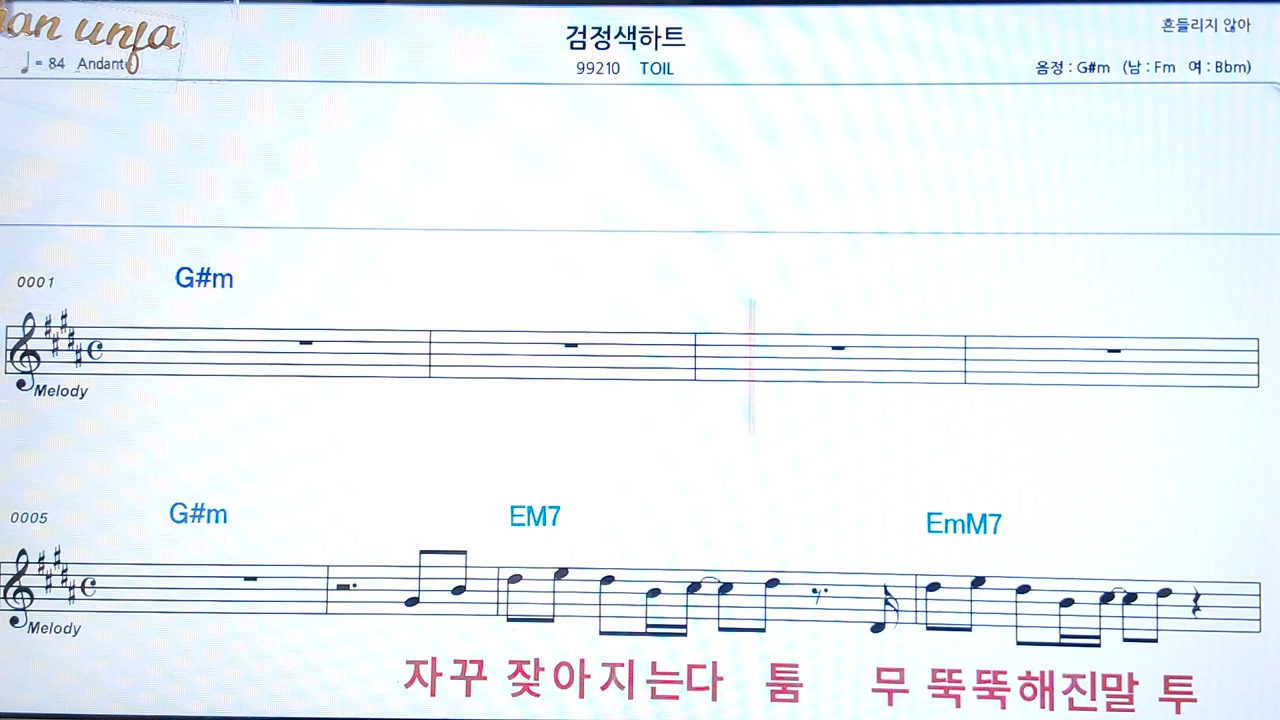 unfa
검정색하트
흔들리지 않아
♩ = 84 Andante
99210 TOIL
음정 : G#m (남 : Fm 여 : Bbm)
0001 G#m
Melody
0005 G#m EM7 EmM7
Melody
자꾸 잦아지는다 툼 무 뚝뚝해진말 투